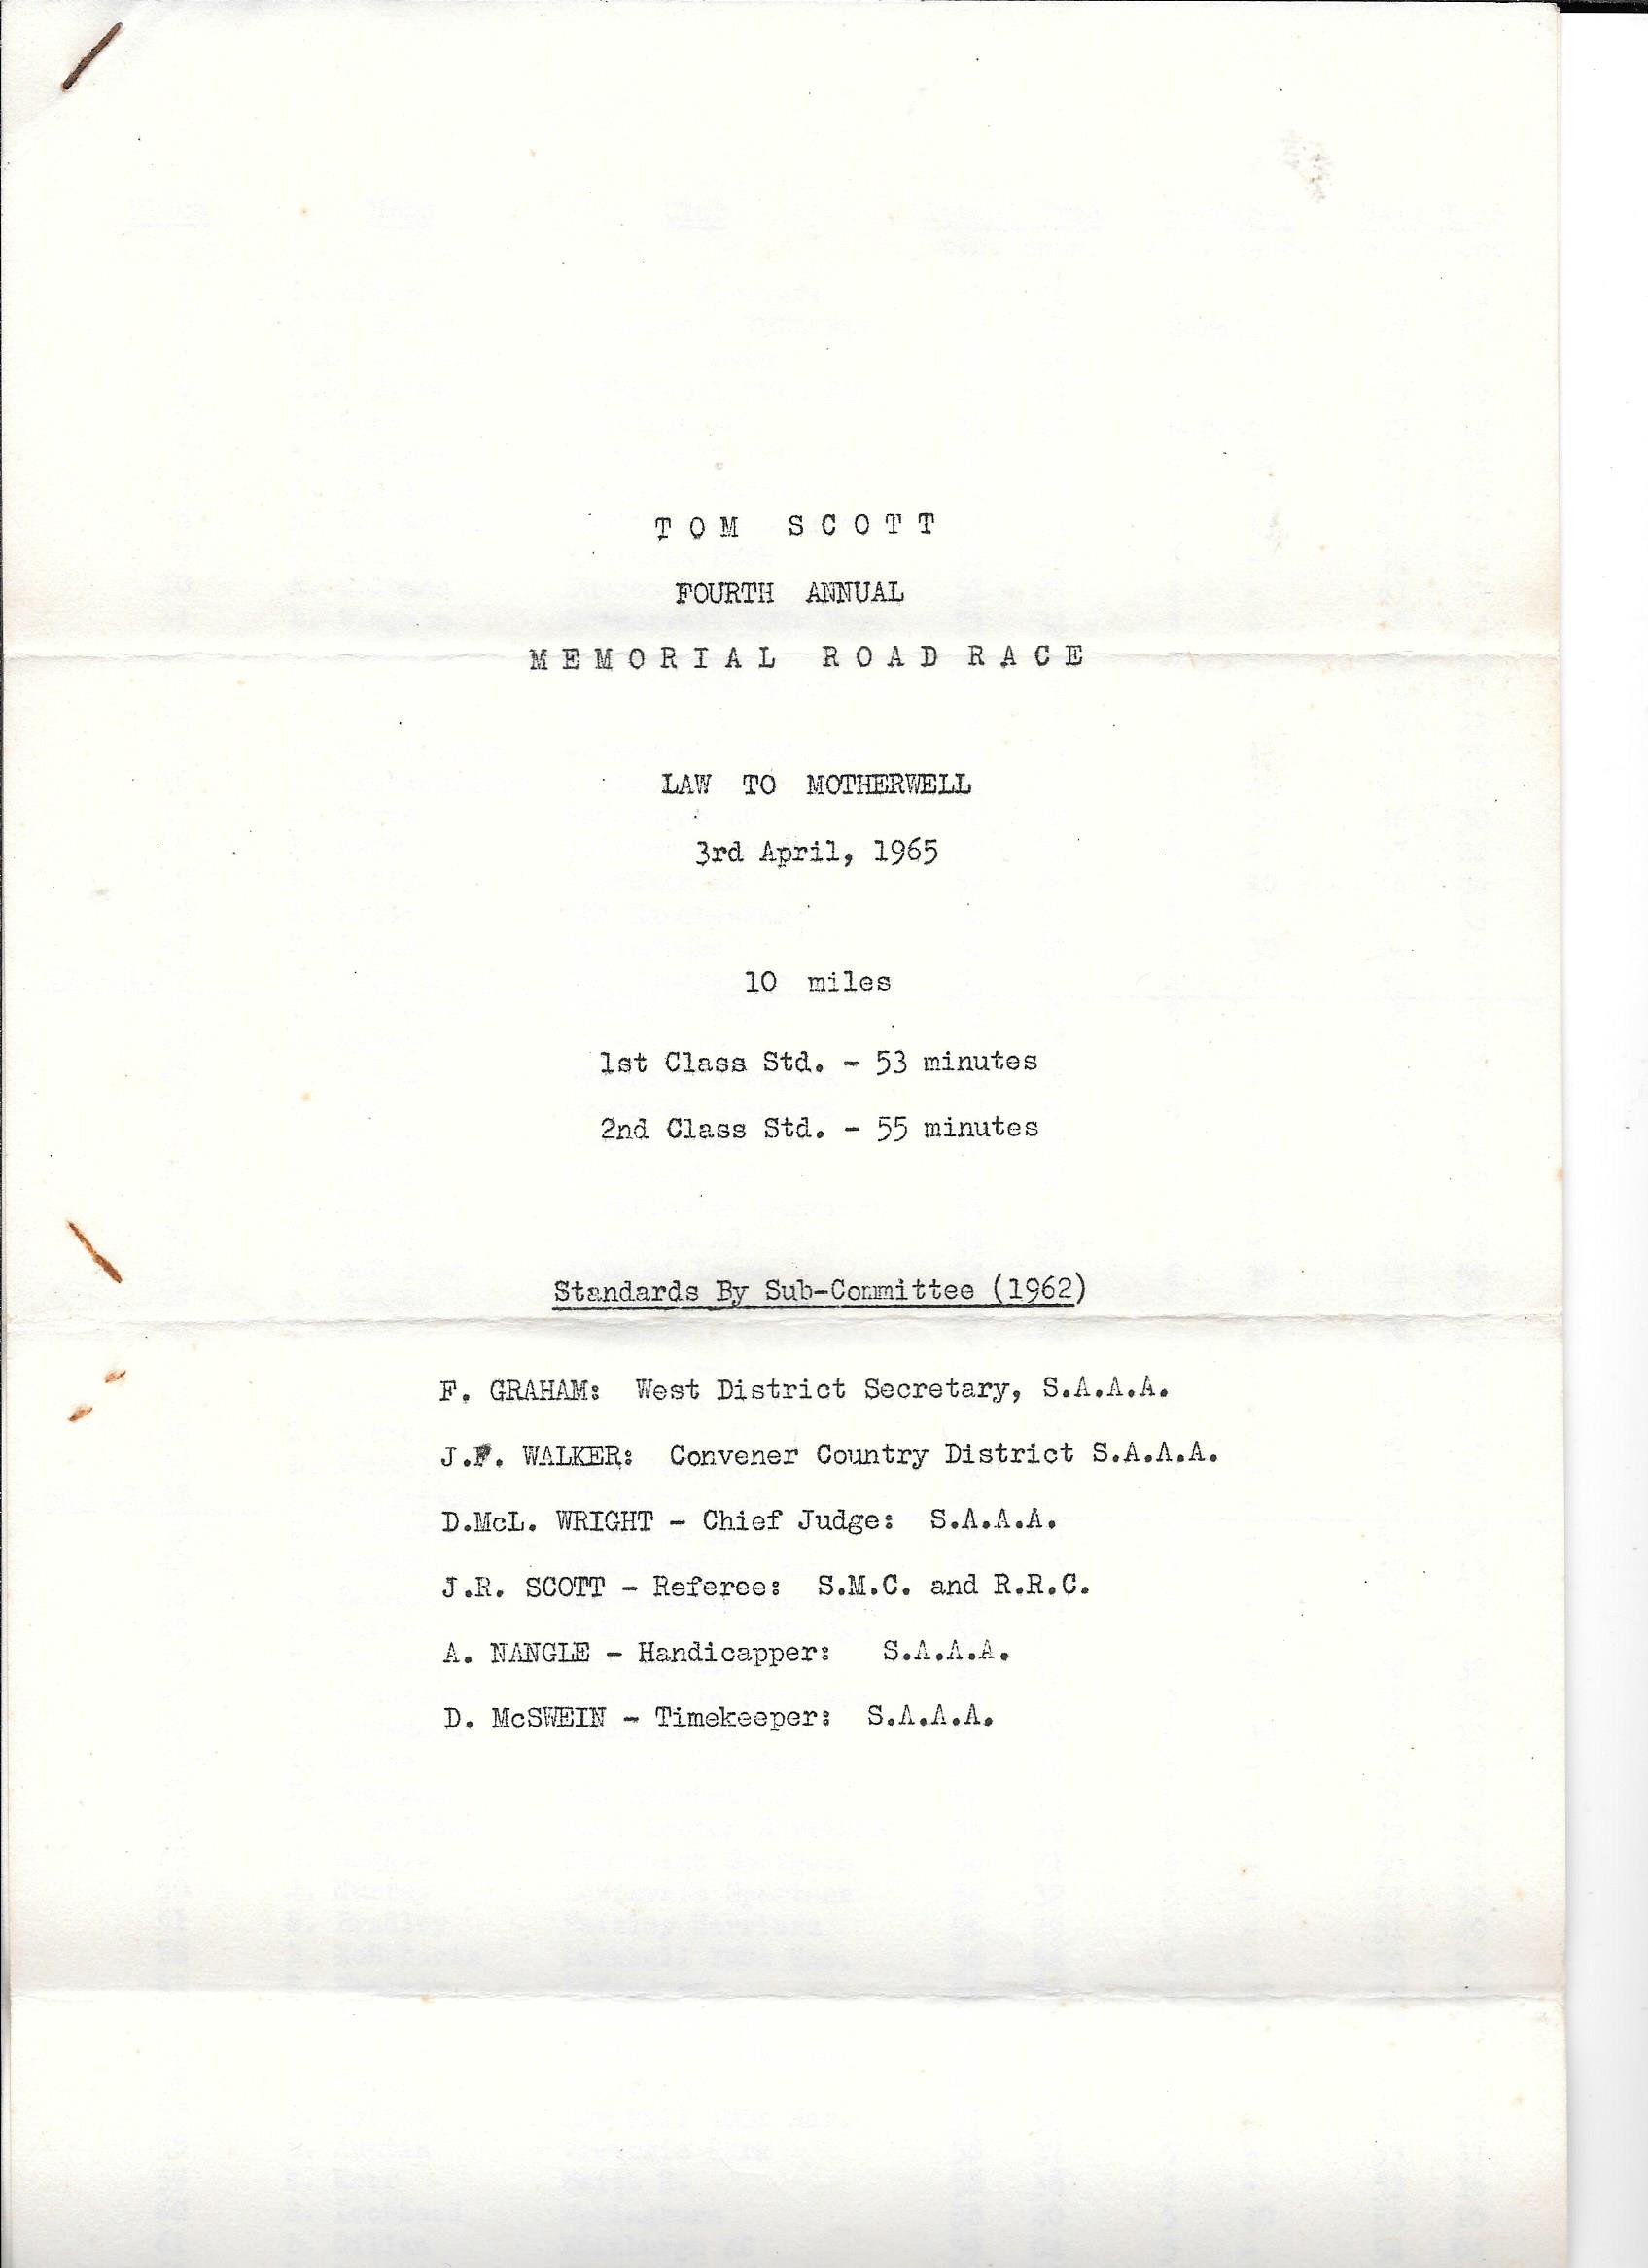 TOM SCOTT
FOURTH ANNUAL
MEMORIAL ROAD RACE
LAW TO MOTHERWELL
3rd April, 1965
10 miles
1st Class Std. - 53 minutes
2nd Class Std. - 55 minutes
Standards By Sub-Committee (1962)
F. GRAHAM: West District Secretary, S.A.A.A.
J.F. WALKER: Convener Country District S.A.A.A.
D.McL. WRIGHT - Chief Judge: S.A.A.A.
J.R. SCOTT - Referee: S.M.C. and R.R.C.
A. NANGLE - Handicapper: S.A.A.A.
D. McSWEIN - Timekeeper: S.A.A.A.